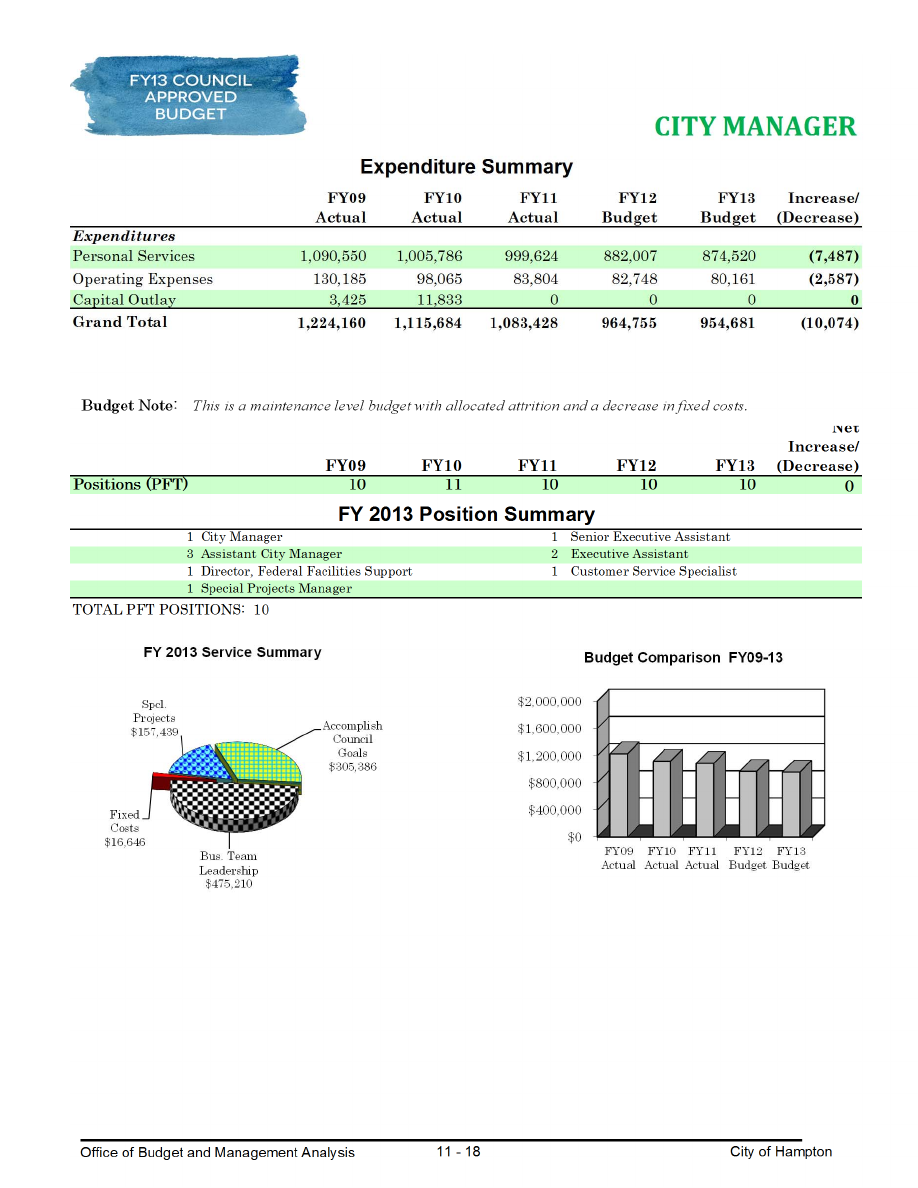 FY13 COUNCIL
APPROVED
BUDGET
CITY MANAGER
Expenditure Summary
FY09 FY10 FY11 FY12 FY13 Increase/
Actual Actual Actual Budget Budget (Decrease)
Expenditures
Personal Services 1,090,550 1,005,786 999,624 882,007 874,520 (7,487)
Operating Expenses 130,185 98,065 83,804 82,748 80,161 (2,587)
Capital Outlay 3,425 11,833 0 0 0 0
Grand Total 1,224,160 1,115,684 1,083,428 964,755 954,681 (10,074)
Budget Note: This is a maintenance level budget with allocated attrition and a decrease in fixed costs.
Net
Increase/
FY09 FY10 FY11 FY12 FY13 (Decrease)
Positions (PFT) 10 11 10 10 10 0
FY 2013 Position Summary
1 City Manager 1 Senior Executive Assistant
3 Assistant City Manager 2 Executive Assistant
1 Director, Federal Facilities Support 1 Customer Service Specialist
1 Special Projects Manager
TOTAL PFT POSITIONS: 10
FY 2013 Service Summary
Spcl.
Projects
$157,439
Accomplish
Council
Goals
$305,386
Fixed
Costs
$16,646
Bus. Team
Leadership
$475,210
Budget Comparison FY09-13
$2,000,000
$1,600,000
$1,200,000
$800,000
$400,000
$0
FY09 FY10 FY11 FY12 FY13
Actual Actual Actual Budget Budget
Office of Budget and Management Analysis 11 - 18 City of Hampton